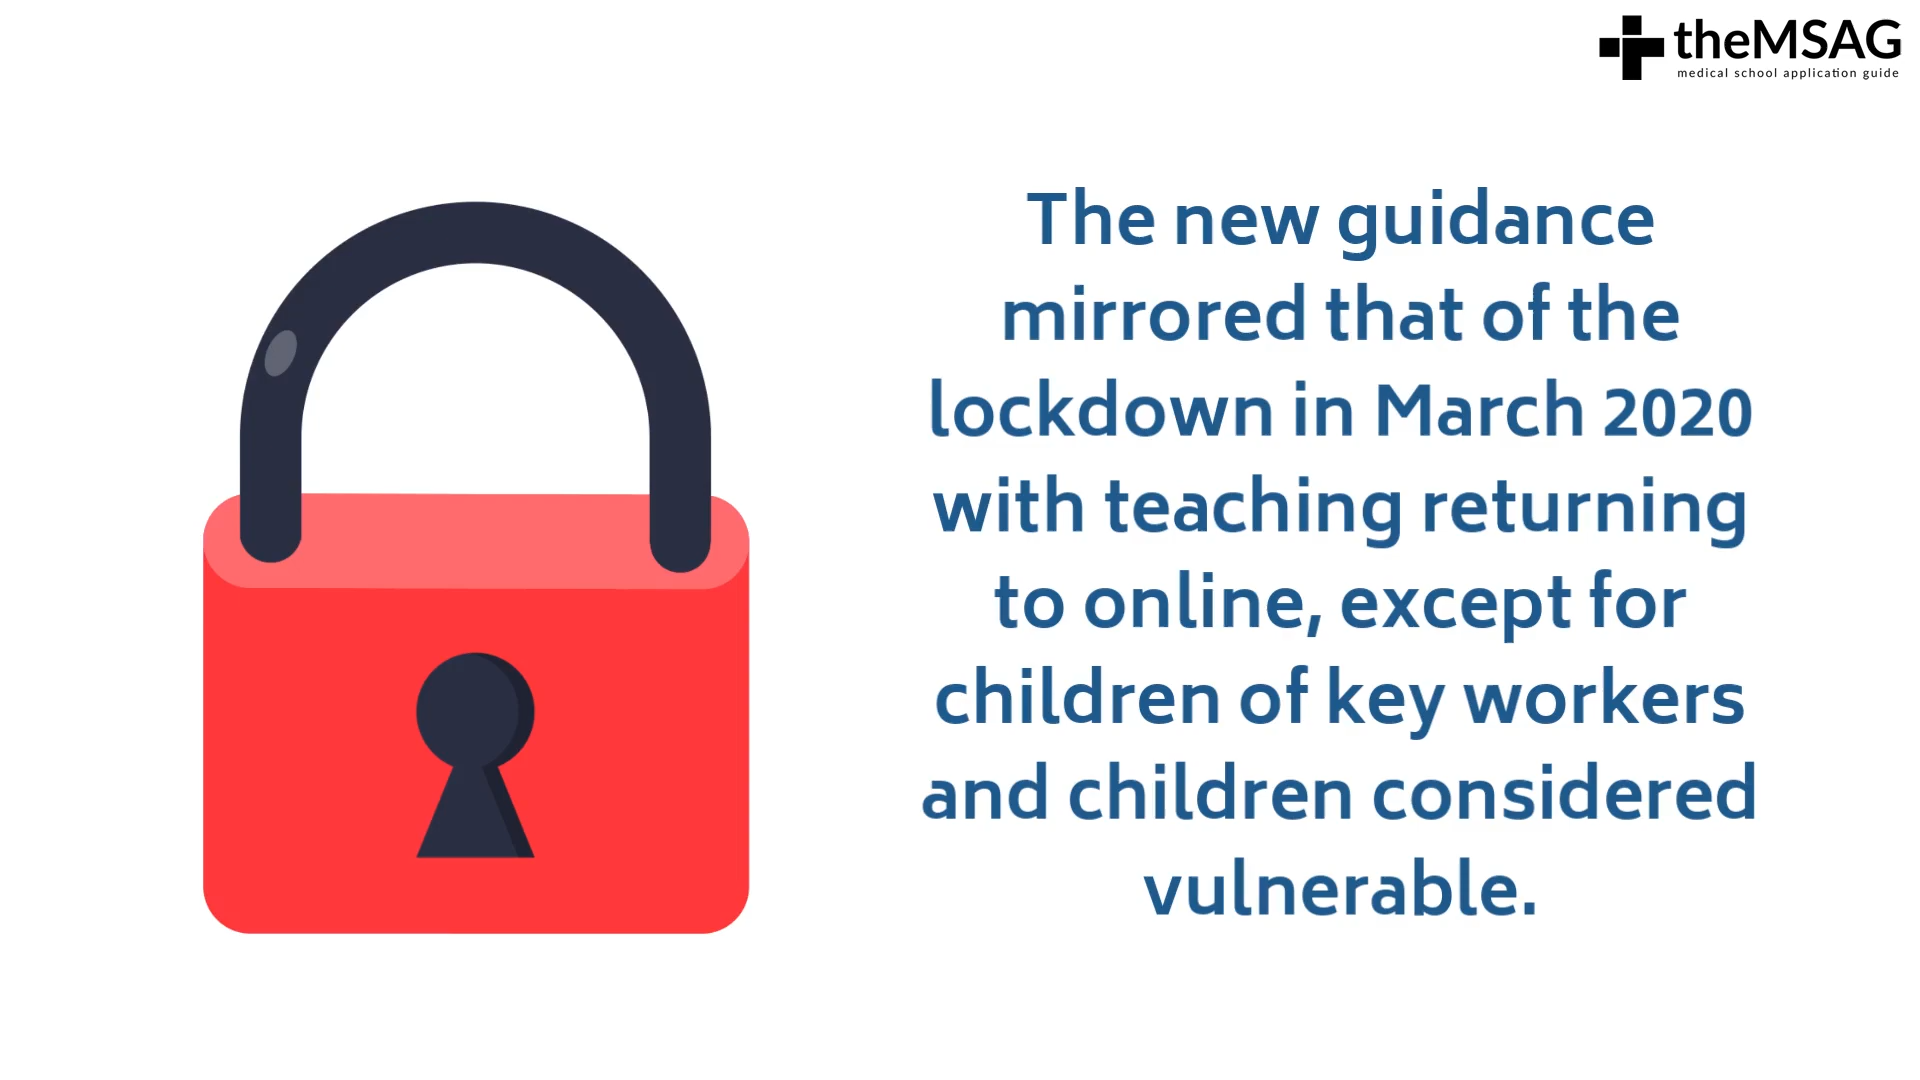 theMSAG
medical school application guide
The new guidance
mirrored that of the
lockdown in March 2020
with teaching returning
to online, except for
children of key workers
and children considered
vulnerable.